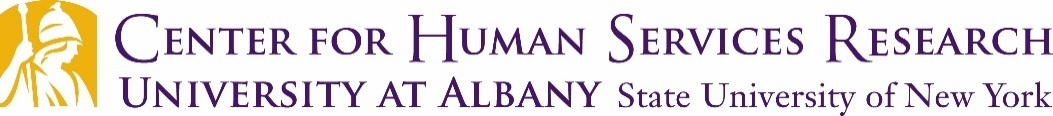 CENTER FOR HUMAN SERVICES RESEARCH
UNIVERSITY AT ALBANY State University of New York